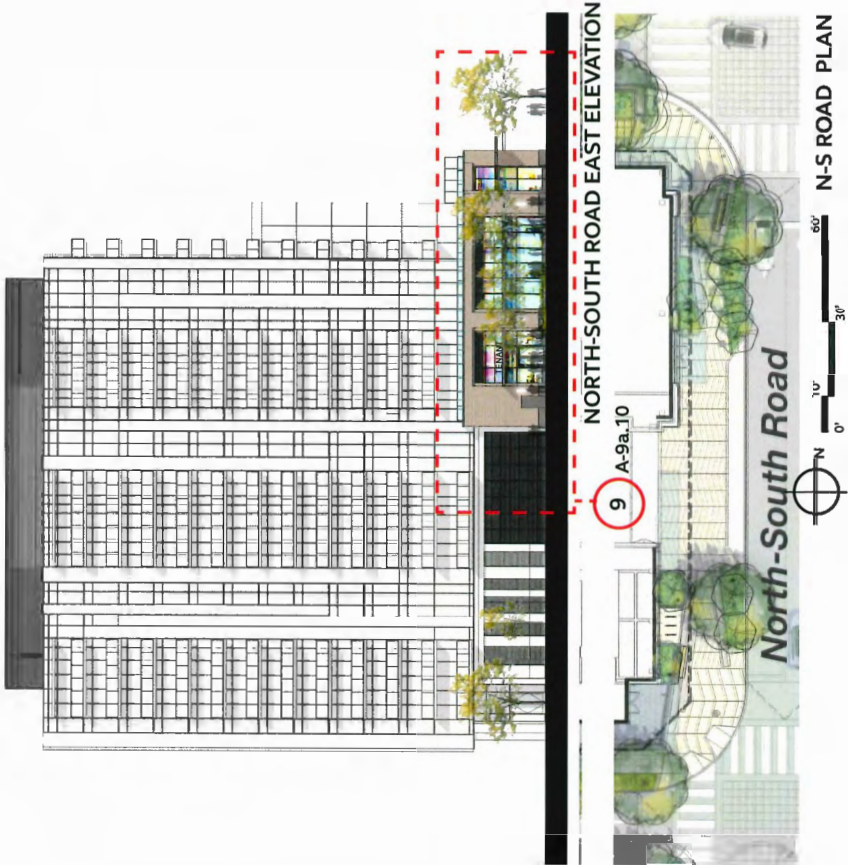 TENANT
NORTH-SOUTH ROAD EAST ELEVATION
9
A-9a.10
North-South Road
N
0'
10'
30'
60'
N-S ROAD PLAN